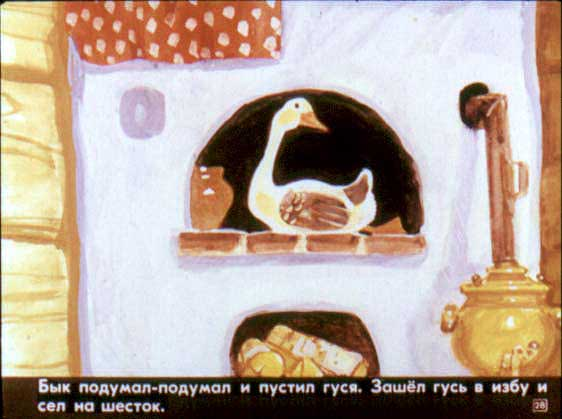 Бык подумал-подумал и пустил гуся. Зашёл гусь в избу и
сел на шесток.
28